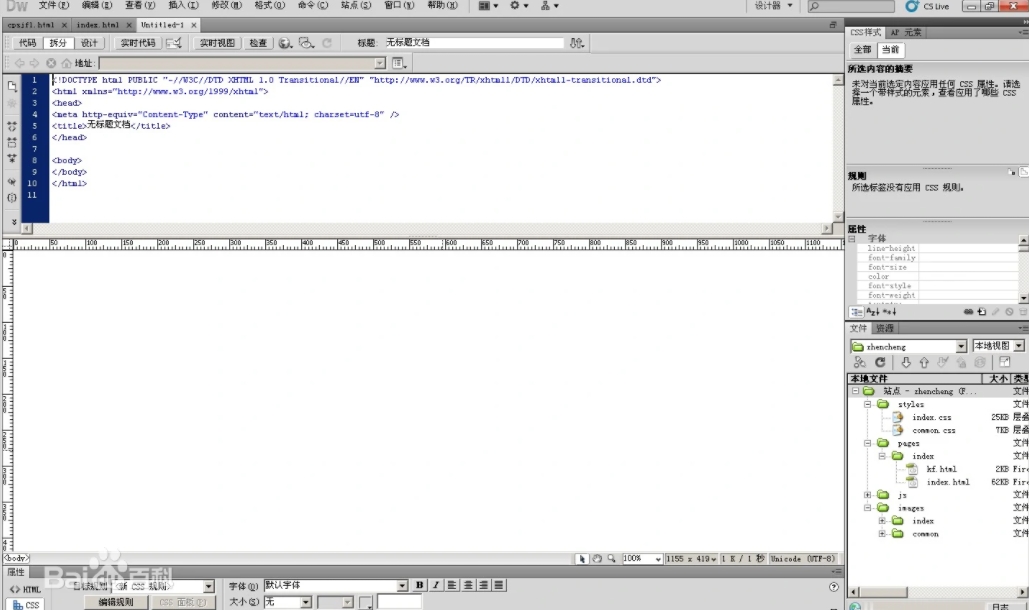 Dw 文件(F) 编辑(E) 查看(V) 插入(I) 修改(M) 格式(O) 命令(C) 站点(S) 窗口(W) 帮助(H) 设计器 CS Live
cpsif1.html × index.html × Untitled-1 ×
代码 拆分 设计 实时代码 实时视图 检查 标题: 无标题文档
地址:
1 <!DOCTYPE html PUBLIC "-//W3C//DTD XHTML 1.0 Transitional//EN" "http://www.w3.org/TR/xhtml1/DTD/xhtml1-transitional.dtd">
2 <html xmlns="http://www.w3.org/1999/xhtml">
3 <head>
4 <meta http-equiv="Content-Type" content="text/html; charset=utf-8" />
5 <title>无标题文档</title>
6 </head>
7
8 <body>
9 </body>
10 </html>
11
0 50 100 150 200 250 300 350 400 450 500 550 600 650 700 750 800 850 900 950 1000 1050 1100
<body> 100% 1155 x 419 1 K / 1 秒 Unicode (UTF-8)
属性
<> HTML 目标规则 <新 CSS 规则> 字体(O) 默认字体 B I
CSS 编辑规则 CSS 面板(P) 大小(S) 无
Bai 百科
CSS样式 AP 元素
全部 当前
所选内容的摘要
未对当前选定内容应用任何 CSS 属性。请选
择一个带样式的元素，查看应用了哪些 CSS
属性。
规则
所选标签没有应用 CSS 规则。
属性
字体
line-height
font-family
font-size
color
font-style
font-weight
文件 资源
zhencheng 本地视图
本地文件 大小 类型
站点 - zhencheng (F... 文件
styles 文件
index.css 25KB 层叠
common.css 7KB 层叠
pages 文件
index 文件
kf.html 2KB Fire
index.html 62KB Fire
js 文件
images 文件
index 文件
common 文件
日志